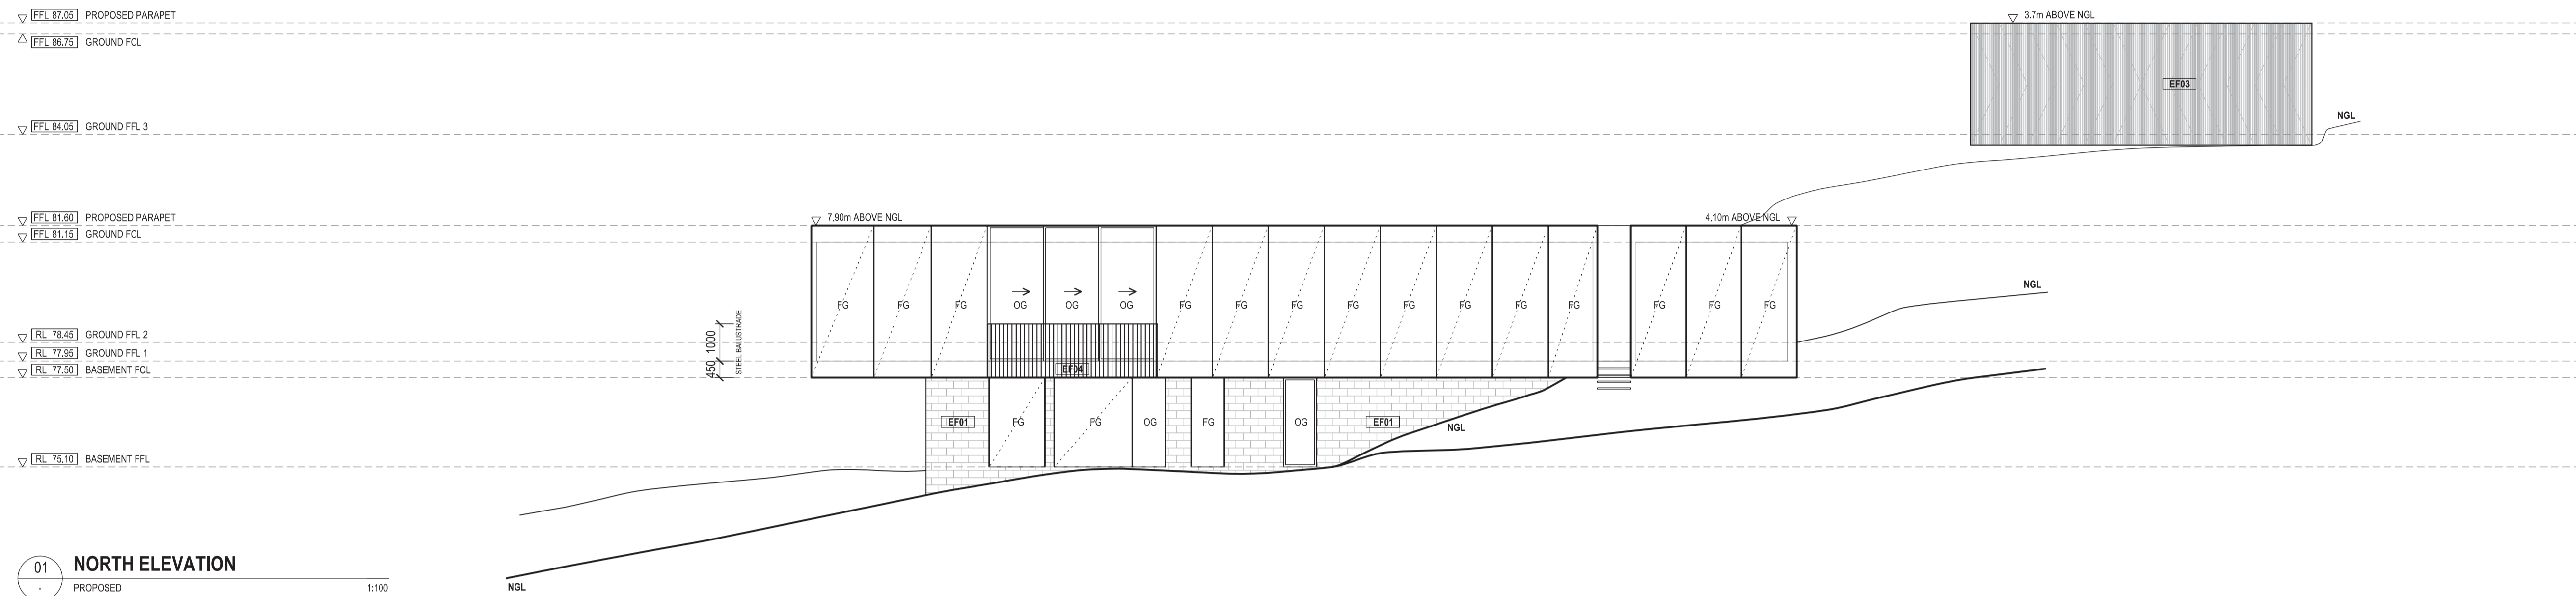 FFL 87.05 PROPOSED PARAPET
3.7m ABOVE NGL
FFL 86.75 GROUND FCL
EF03
NGL
FFL 84.05 GROUND FFL 3
FFL 81.60 PROPOSED PARAPET
7,90m ABOVE NGL
4,10m ABOVE NGL
FFL 81.15 GROUND FCL
NGL
FG FG FG OG OG OG FG FG FG FG FG FG FG FG FG FG FG
1000
450
STEEL BALUSTRADE
RL 78.45 GROUND FFL 2
RL 77.95 GROUND FFL 1
RL 77.50 BASEMENT FCL
EF04
EF01 FG FG OG FG OG EF01
NGL
RL 75.10 BASEMENT FFL
01
-
NORTH ELEVATION
PROPOSED 1:100
NGL